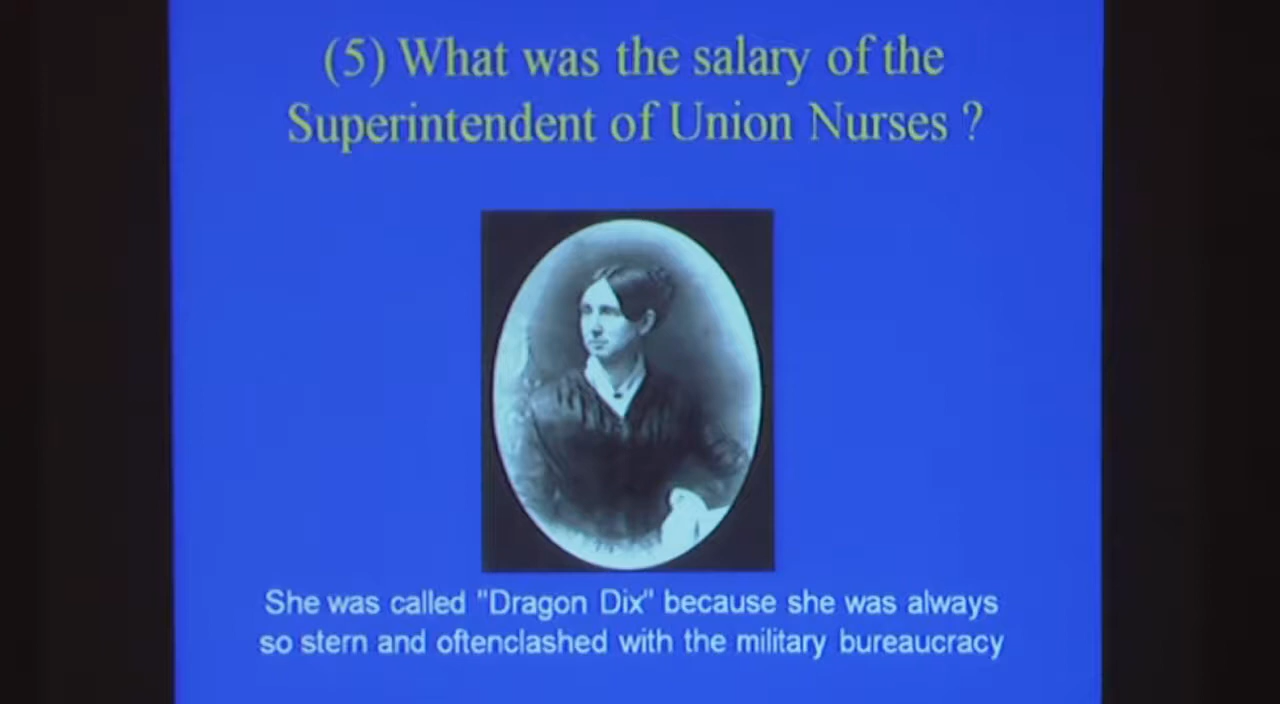 (5) What was the salary of the
Superintendent of Union Nurses ?
She was called "Dragon Dix" because she was always
so stern and oftenclashed with the military bureaucracy